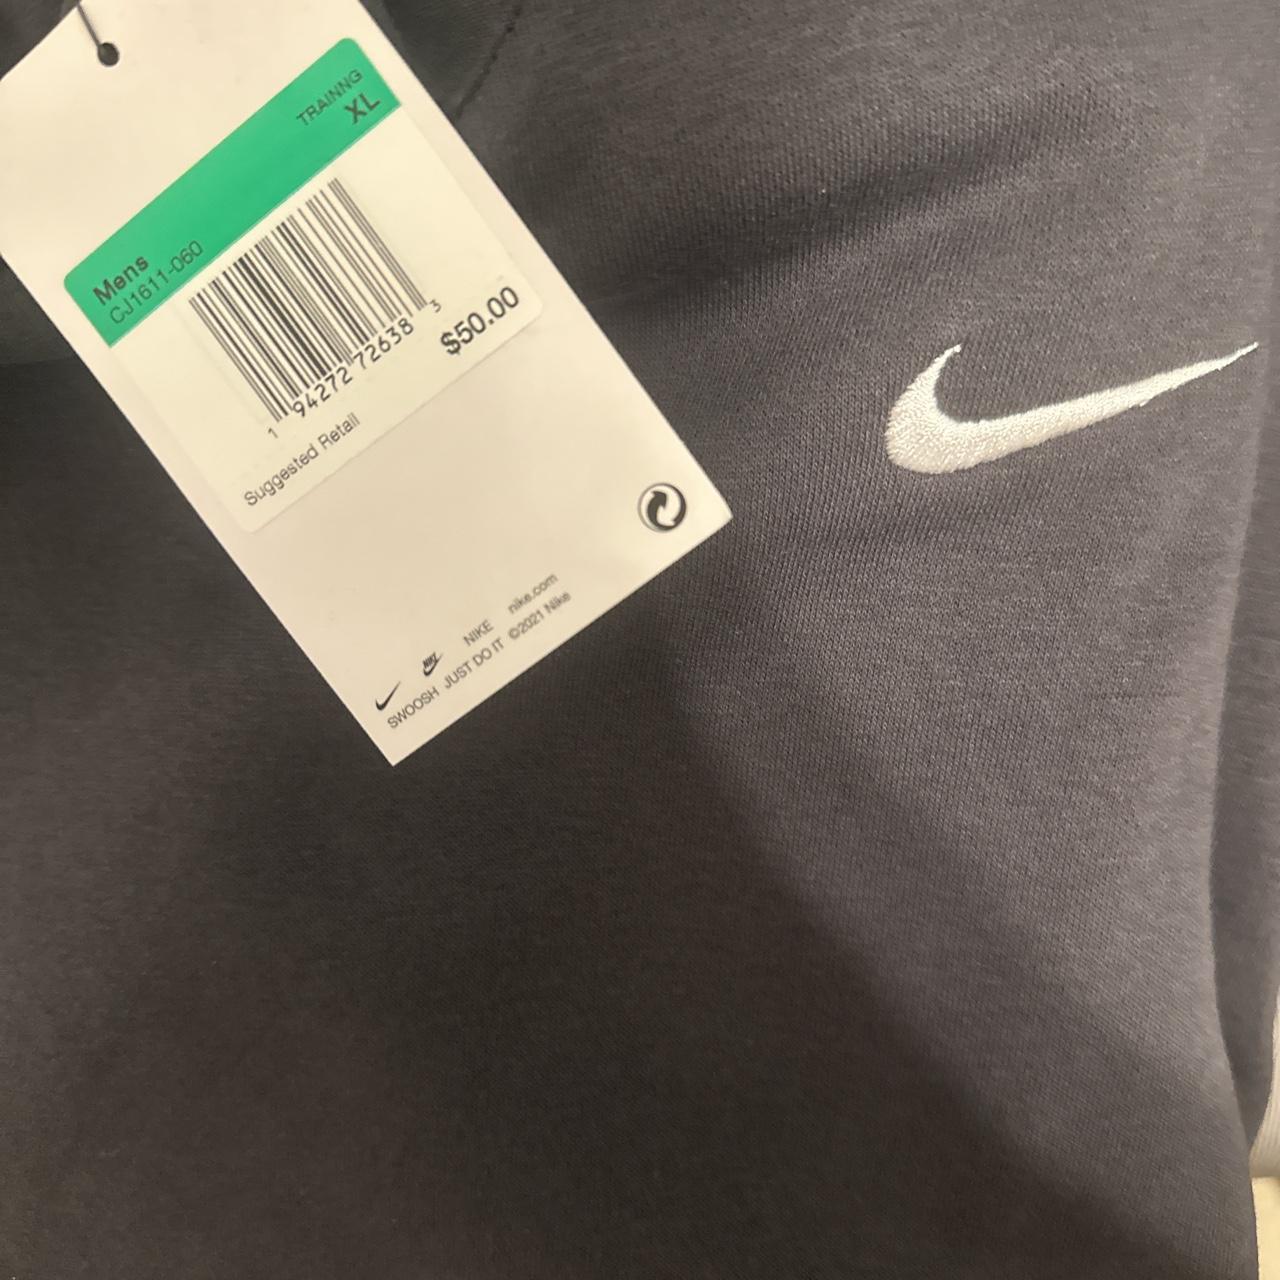 TRAINNG
XL
Mens
CJ1611-060
1 94272 72638 3
$50.00
Suggested Retail
NIKE nike.com
SWOOSH JUST DO IT ©2021 Nike